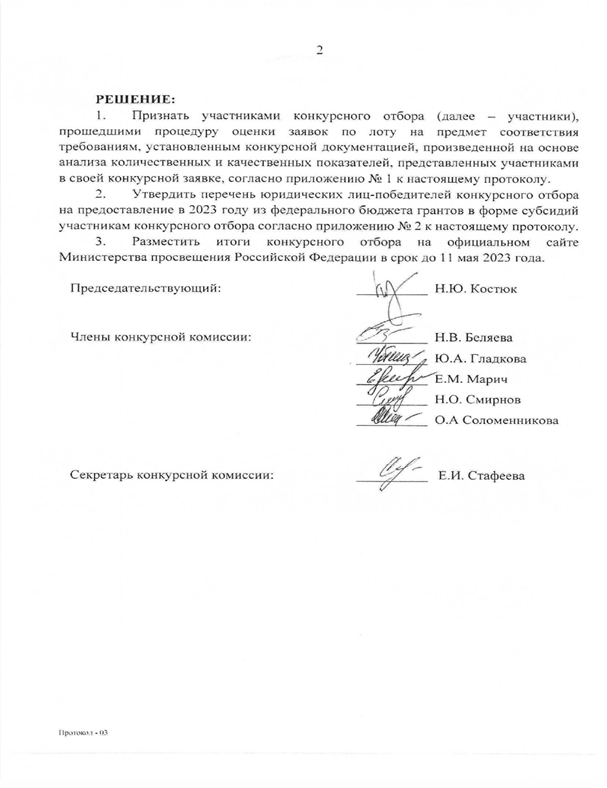 2
РЕШЕНИЕ:
1. Признать участниками конкурсного отбора (далее – участники),
прошедшими процедуру оценки заявок по лоту на предмет соответствия
требованиям, установленным конкурсной документацией, произведенной на основе
анализа количественных и качественных показателей, представленных участниками
в своей конкурсной заявке, согласно приложению № 1 к настоящему протоколу.
2. Утвердить перечень юридических лиц-победителей конкурсного отбора
на предоставление в 2023 году из федерального бюджета грантов в форме субсидий
участникам конкурсного отбора согласно приложению № 2 к настоящему протоколу.
3. Разместить итоги конкурсного отбора на официальном сайте
Министерства просвещения Российской Федерации в срок до 11 мая 2023 года.
Председательствующий: Н.Ю. Костюк
Члены конкурсной комиссии: Н.В. Беляева
Ю.А. Гладкова
Е.М. Марич
Н.О. Смирнов
О.А Соломенникова
Секретарь конкурсной комиссии: Е.И. Стафеева
Протокол - 03